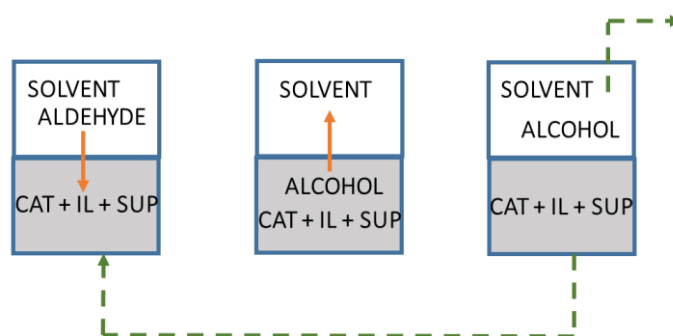 SOLVENT
ALDEHYDE
CAT + IL + SUP
SOLVENT
ALCOHOL
CAT + IL + SUP
SOLVENT
ALCOHOL
CAT + IL + SUP